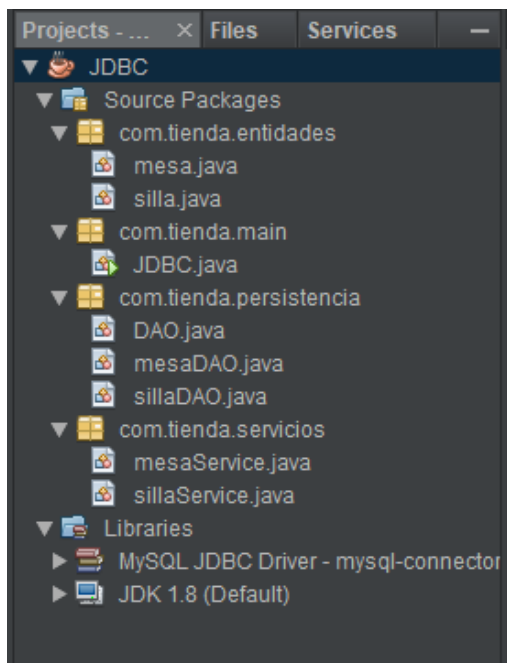 Projects - ... × Files Services –
JDBC
Source Packages
com.tienda.entidades
mesa.java
silla.java
com.tienda.main
JDBC.java
com.tienda.persistencia
DAO.java
mesaDAO.java
sillaDAO.java
com.tienda.servicios
mesaService.java
sillaService.java
Libraries
MySQL JDBC Driver - mysql-connector
JDK 1.8 (Default)